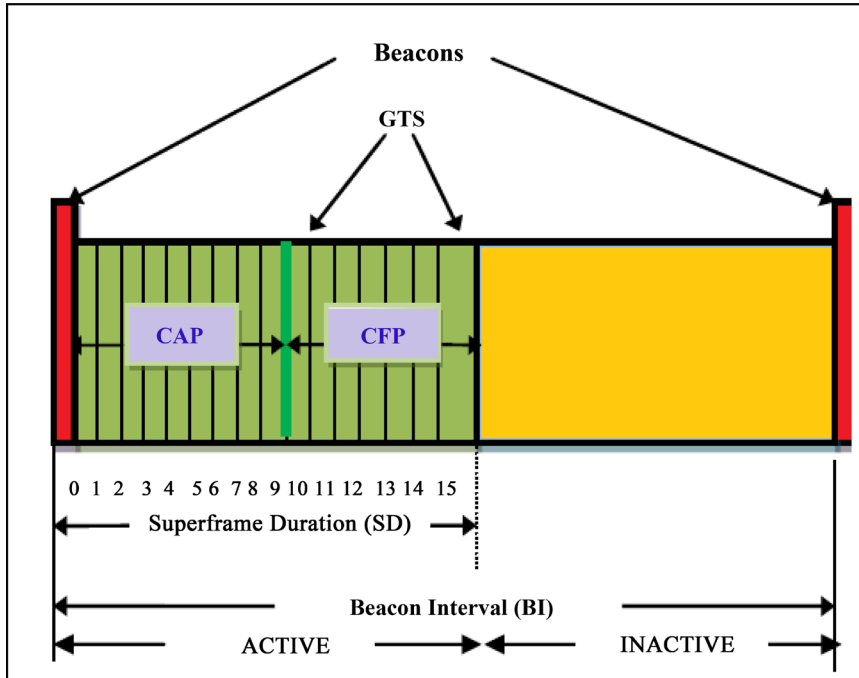 Beacons
GTS
CAP CFP
0 1 2 3 4 5 6 7 8 9 10 11 12 13 14 15
Superframe Duration (SD)
Beacon Interval (BI)
ACTIVE INACTIVE